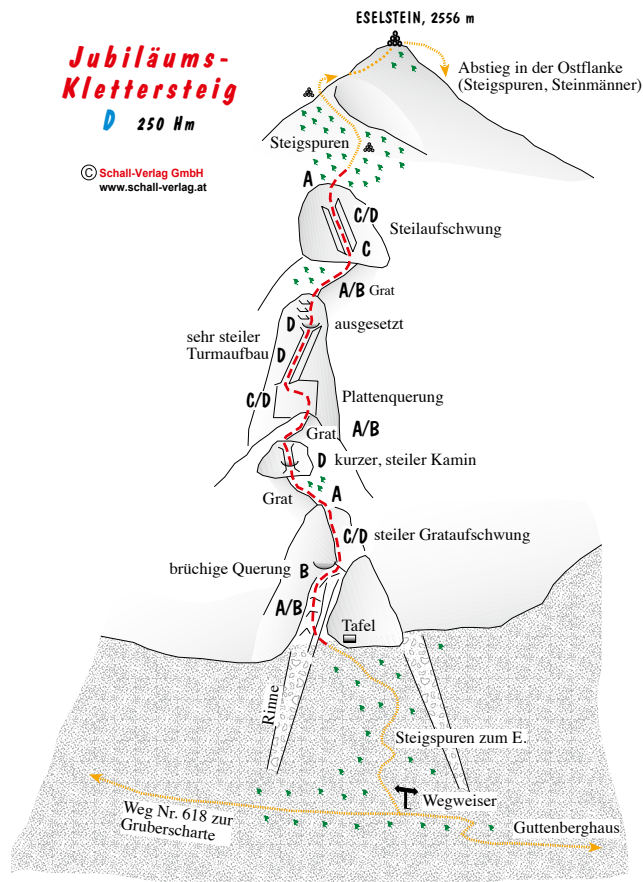 ESELSTEIN, 2556 m
Jubiläums-
Klettersteig
D 250 Hm
© Schall-Verlag GmbH
www.schall-verlag.at
Abstieg in der Ostflanke
(Steigspuren, Steinmänner)
Steigspuren
A
C/D
Steilaufschwung
C
A/B Grat
D ausgesetzt
sehr steiler
Turmaufbau D
C/D Plattenquerung
Grat A/B
D kurzer, steiler Kamin
Grat A
C/D steiler Grataufschwung
brüchige Querung B
A/B
Tafel
Rinne
Steigspuren zum E.
Wegweiser
Weg Nr. 618 zur
Gruberscharte
Guttenberghaus